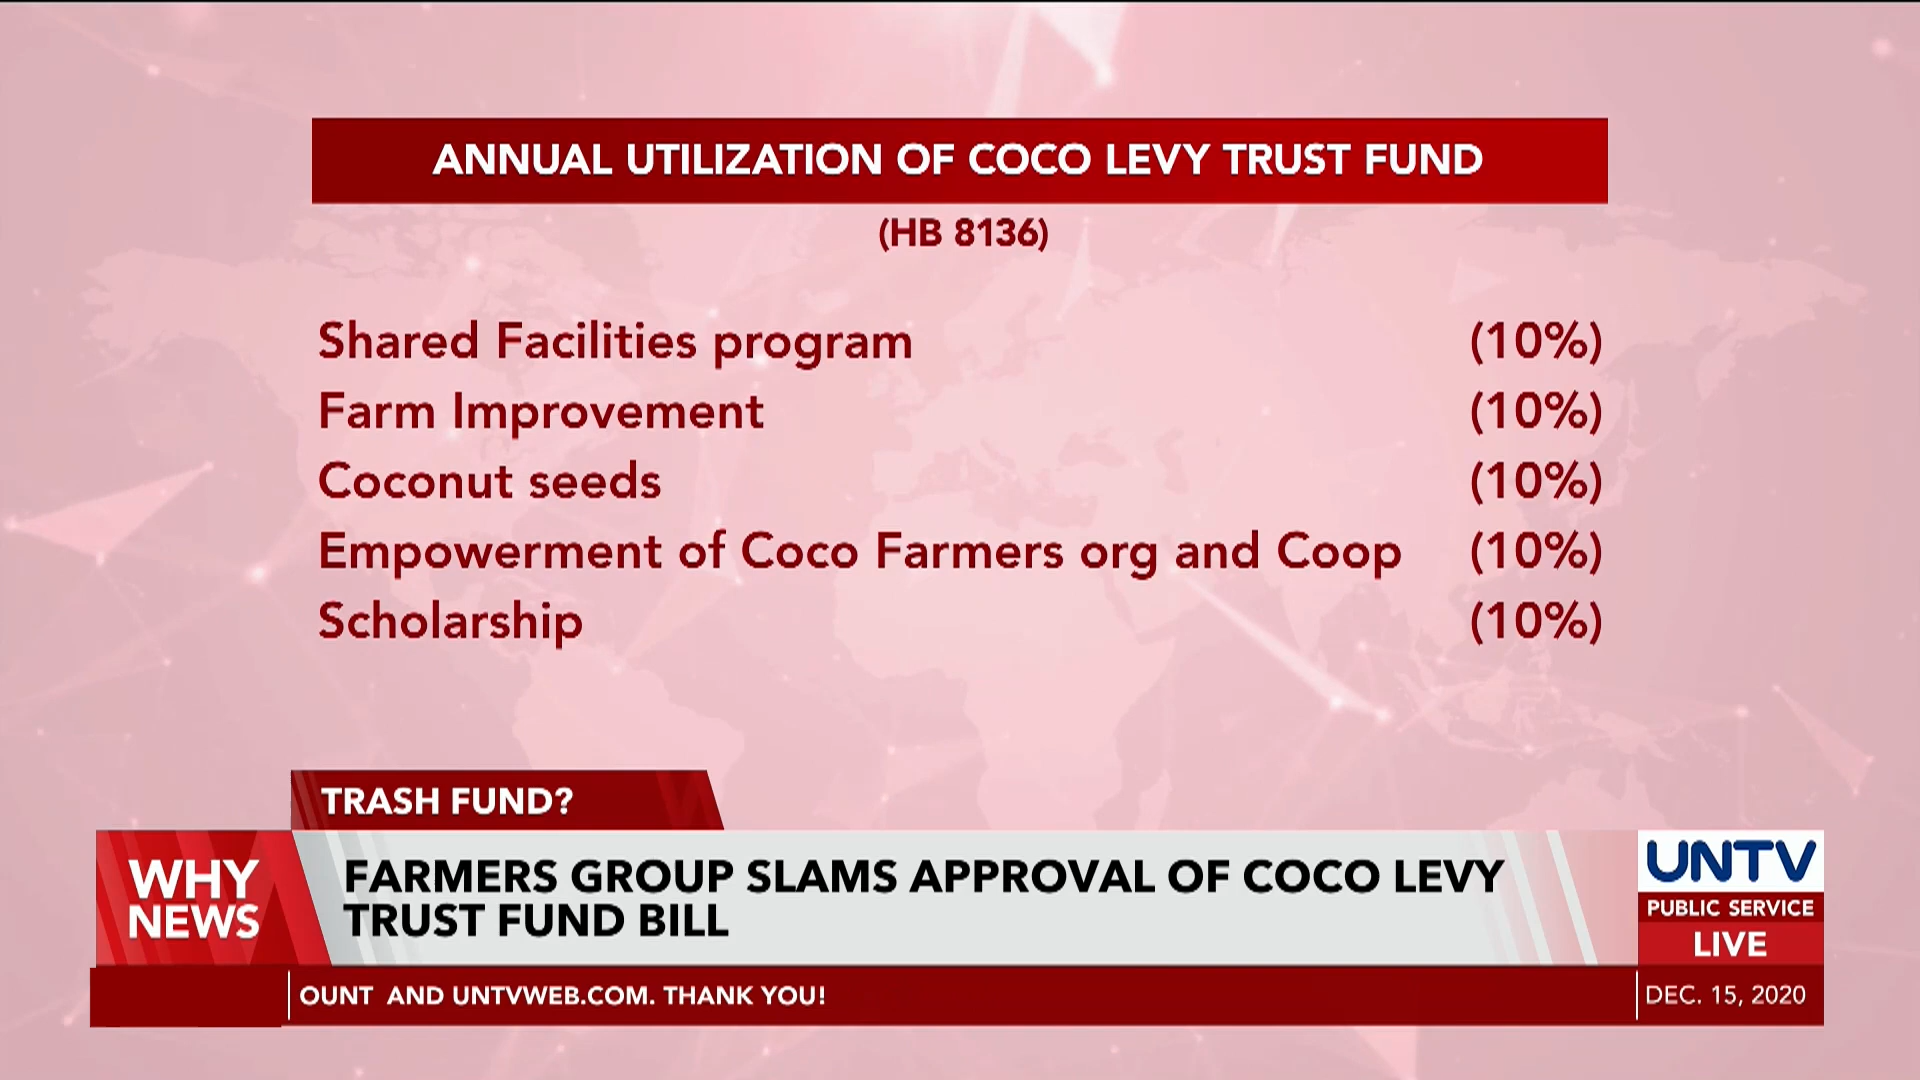 ANNUAL UTILIZATION OF COCO LEVY TRUST FUND
(HB 8136)
Shared Facilities program (10%)
Farm Improvement (10%)
Coconut seeds (10%)
Empowerment of Coco Farmers org and Coop (10%)
Scholarship (10%)
TRASH FUND?
WHY
NEWS
FARMERS GROUP SLAMS APPROVAL OF COCO LEVY
TRUST FUND BILL
UNTV
PUBLIC SERVICE
LIVE
OUNT AND UNTVWEB.COM. THANK YOU!
DEC. 15, 2020